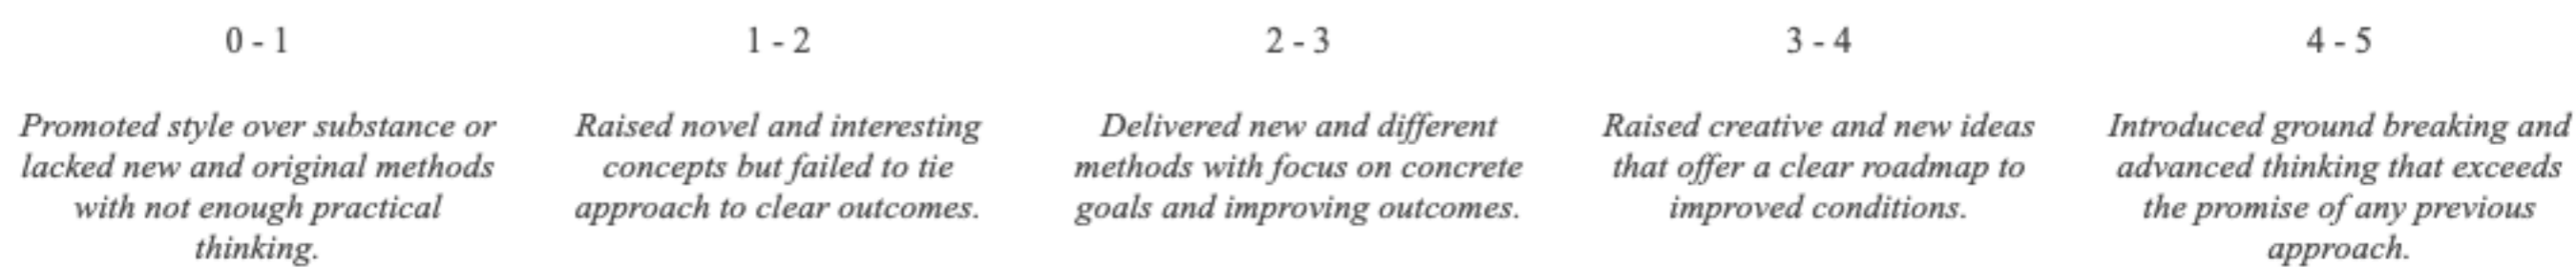 0 - 1
Promoted style over substance or
lacked new and original methods
with not enough practical
thinking.
1 - 2
Raised novel and interesting
concepts but failed to tie
approach to clear outcomes.
2 - 3
Delivered new and different
methods with focus on concrete
goals and improving outcomes.
3 - 4
Raised creative and new ideas
that offer a clear roadmap to
improved conditions.
4 - 5
Introduced ground breaking and
advanced thinking that exceeds
the promise of any previous
approach.